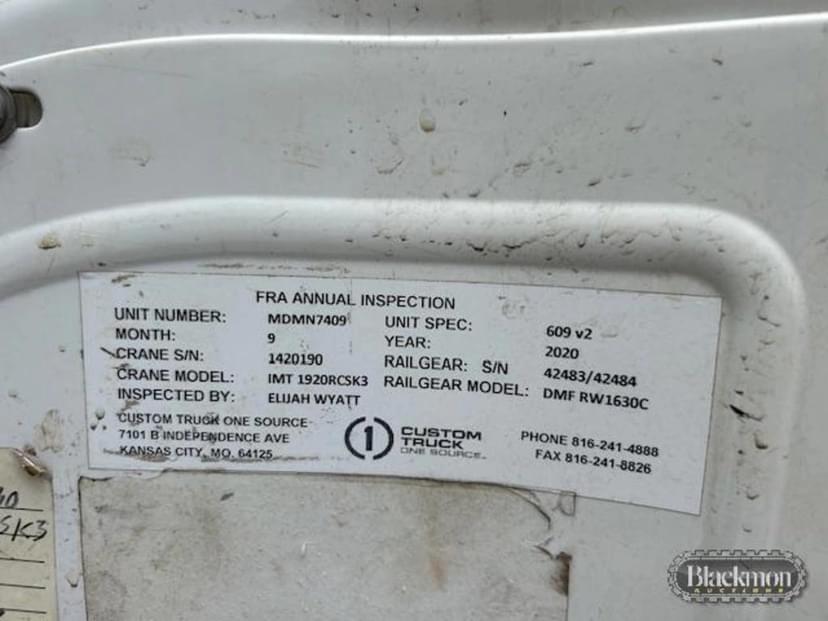 FRA ANNUAL INSPECTION
UNIT NUMBER: MDMN7409 UNIT SPEC: 609 v2
MONTH: 9 YEAR: 2020
CRANE S/N: 1420190 RAILGEAR: S/N 42483/42484
CRANE MODEL: IMT 1920RCSK3 RAILGEAR MODEL: DMF RW1630C
INSPECTED BY: ELIJAH WYATT
CUSTOM TRUCK ONE SOURCE
7101 B INDEPENDENCE AVE
KANSAS CITY, MO, 64125
1 CUSTOM
TRUCK
ONE SOURCE
PHONE 816-241-4888
FAX 816-241-8826
SK3
Blackmon
AUCTIONS